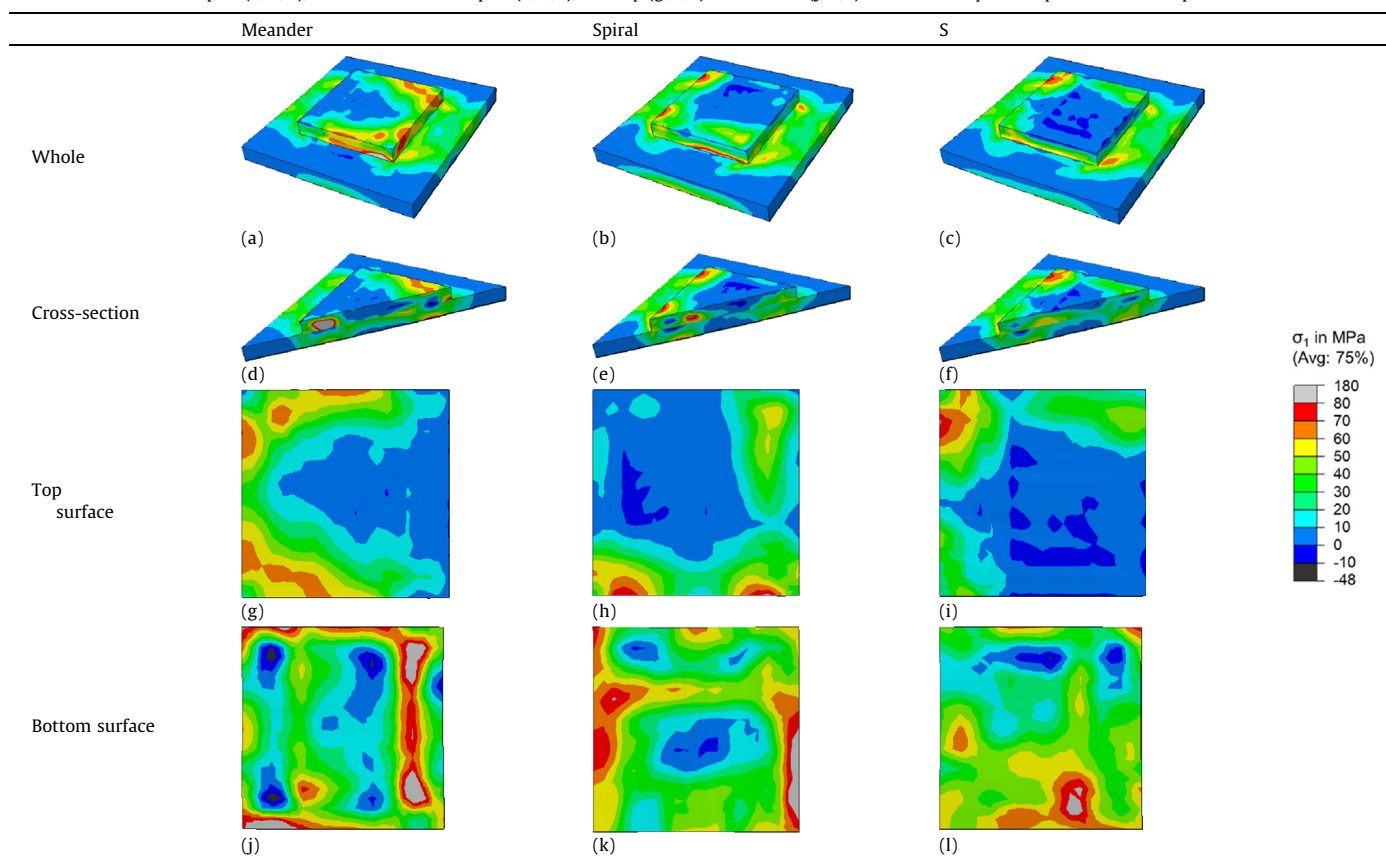 Meander Spiral S
Whole
(a) (b) (c)
Cross-section
(d) (e) (f)
σ1 in MPa
(Avg: 75%)
180
80
70
60
50
40
30
20
10
0
-10
-48
Top
surface
(g) (h) (i)
Bottom surface
(j) (k) (l)